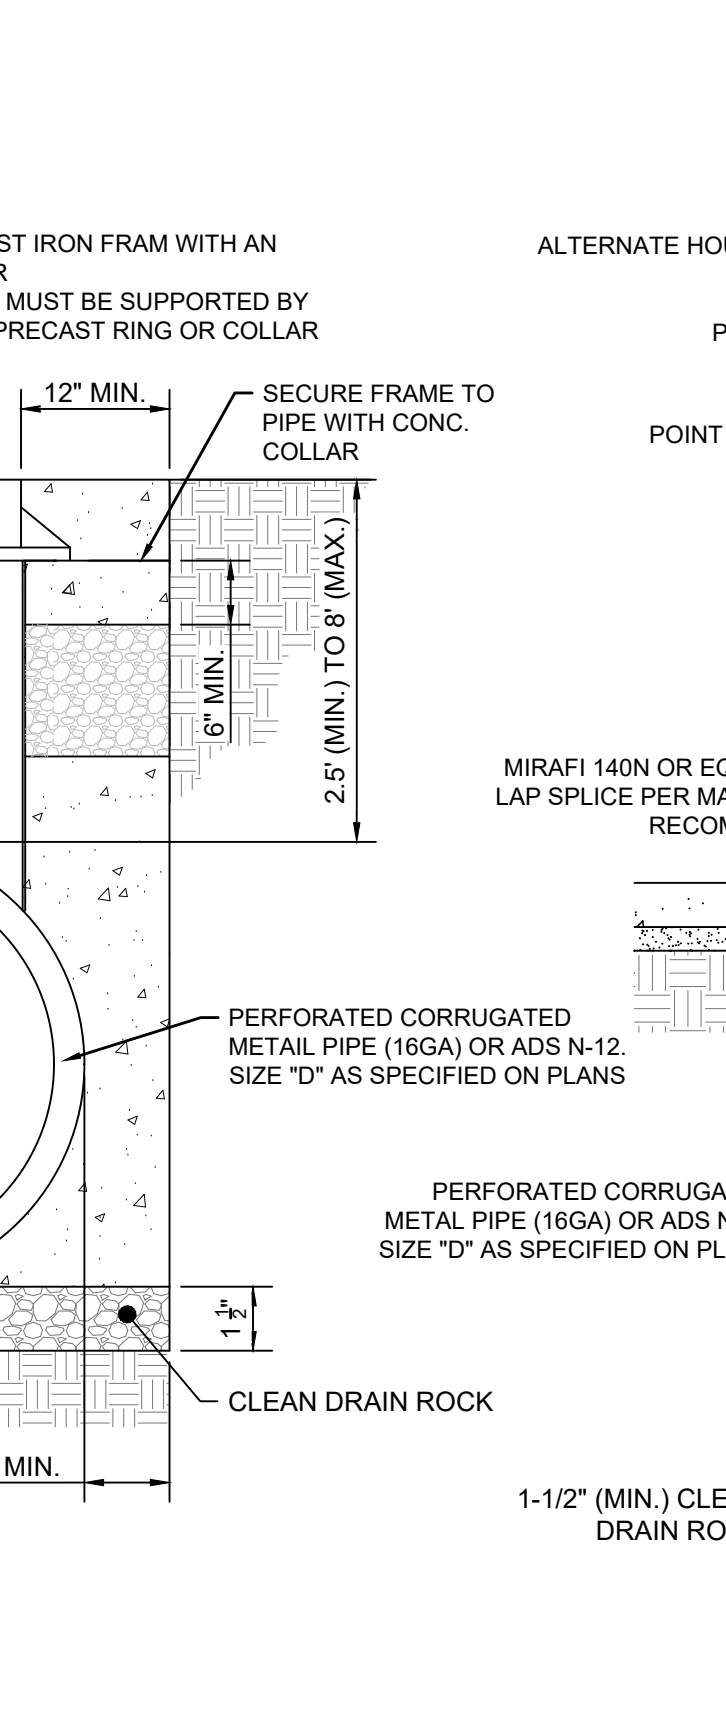 ST IRON FRAM WITH AN
R
MUST BE SUPPORTED BY
PRECAST RING OR COLLAR
12" MIN.
SECURE FRAME TO
PIPE WITH CONC.
COLLAR
6" MIN.
2.5' (MIN.) TO 8' (MAX.)
PERFORATED CORRUGATED
METAIL PIPE (16GA) OR ADS N-12.
SIZE "D" AS SPECIFIED ON PLANS
1 1/2"
CLEAN DRAIN ROCK
MIN.
ALTERNATE HOU
P
POINT
MIRAFI 140N OR EQ
LAP SPLICE PER MA
RECOM
PERFORATED CORRUGA
METAL PIPE (16GA) OR ADS N
SIZE "D" AS SPECIFIED ON PL
1-1/2" (MIN.) CLE
DRAIN RO